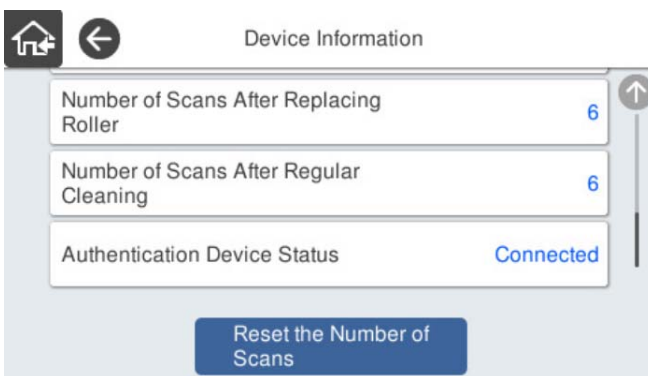 Device Information
Number of Scans After Replacing
Roller
6
Number of Scans After Regular
Cleaning
6
Authentication Device Status
Connected
Reset the Number of
Scans